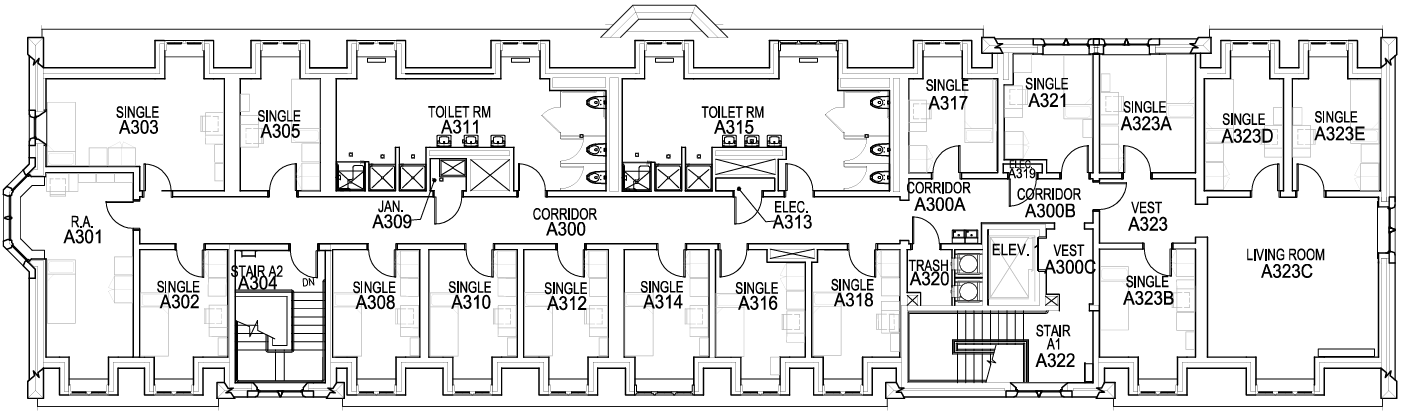 SINGLE
A303
SINGLE
A305
TOILET RM
A311
TOILET RM
A315
SINGLE
A317
SINGLE
A321
SINGLE
A323A
SINGLE
A323D
SINGLE
A323E
ELEC.
A319
R.A.
A301
JAN.
A309
CORRIDOR
A300
ELEC.
A313
CORRIDOR
A300A
CORRIDOR
A300B
VEST
A323
LIVING ROOM
A323C
STAIR A2
A304
DN
SINGLE
A302
SINGLE
A308
SINGLE
A310
SINGLE
A312
SINGLE
A314
SINGLE
A316
SINGLE
A318
TRASH
A320
ELEV. 1
VEST
A300C
SINGLE
A323B
STAIR
A1
A322